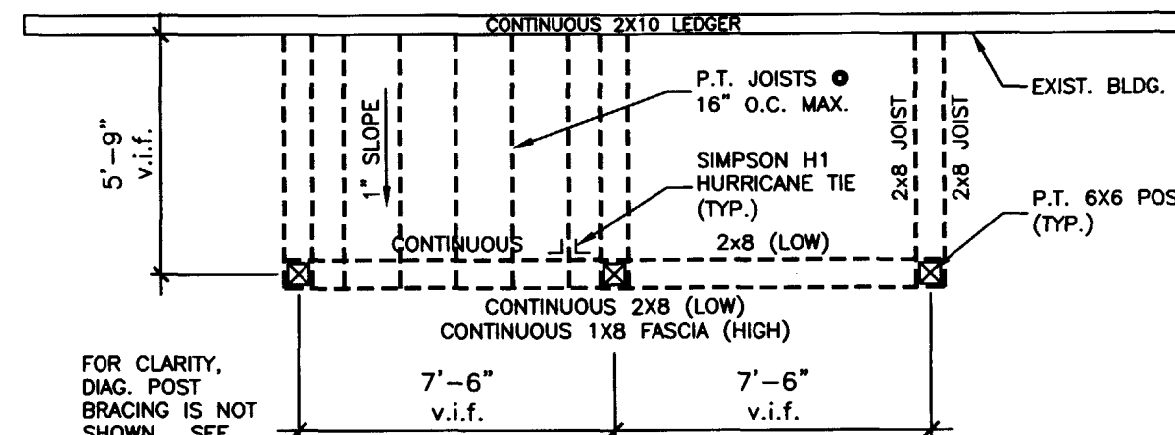 CONTINUOUS 2X10 LEDGER
P.T. JOISTS @
16" O.C. MAX.
EXIST. BLDG.
5'-9"
v.i.f.
1" SLOPE
SIMPSON H1
HURRICANE TIE
(TYP.)
2x8 JOIST
2x8 JOIST
P.T. 6X6 POS
(TYP.)
CONTINUOUS
2x8 (LOW)
CONTINUOUS 2X8 (LOW)
CONTINUOUS 1X8 FASCIA (HIGH)
FOR CLARITY,
DIAG. POST
BRACING IS NOT
SHOWN. SEE
7'-6"
v.i.f.
7'-6"
v.i.f.